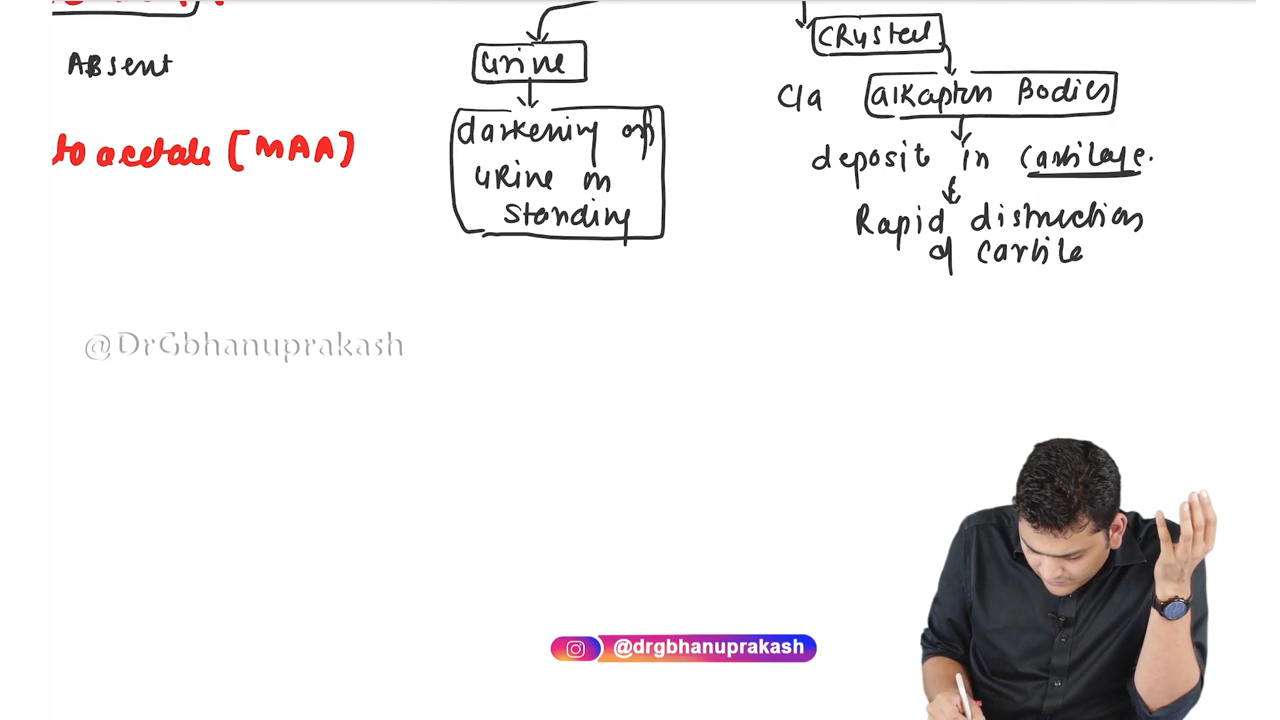 ABsent
to acetate [MAA)
Urine
darkening of
URine on
Standing
CRystal
C/a alkapton Bodies
deposit in Cartilage.
Rapid distruction
of Cartile
@DrGbhanuprakash
@drgbhanuprakash